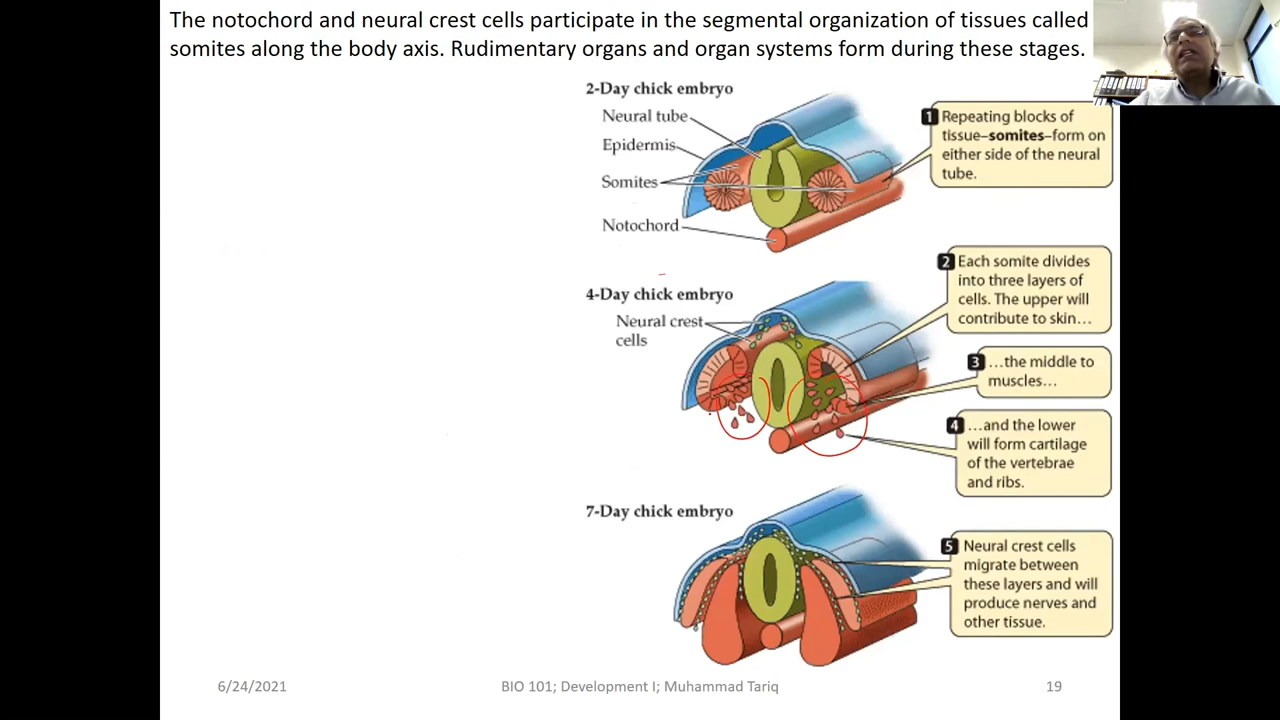 The notochord and neural crest cells participate in the segmental organization of tissues called
somites along the body axis. Rudimentary organs and organ systems form during these stages.
2-Day chick embryo
Neural tube
Epidermis
Somites
Notochord
1 Repeating blocks of
tissue–somites–form on
either side of the neural
tube.
4-Day chick embryo
Neural crest
cells
2 Each somite divides
into three layers of
cells. The upper will
contribute to skin…
3 …the middle to
muscles…
4 …and the lower
will form cartilage
of the vertebrae
and ribs.
7-Day chick embryo
5 Neural crest cells
migrate between
these layers and will
produce nerves and
other tissue.
6/24/2021
BIO 101; Development I; Muhammad Tariq
19